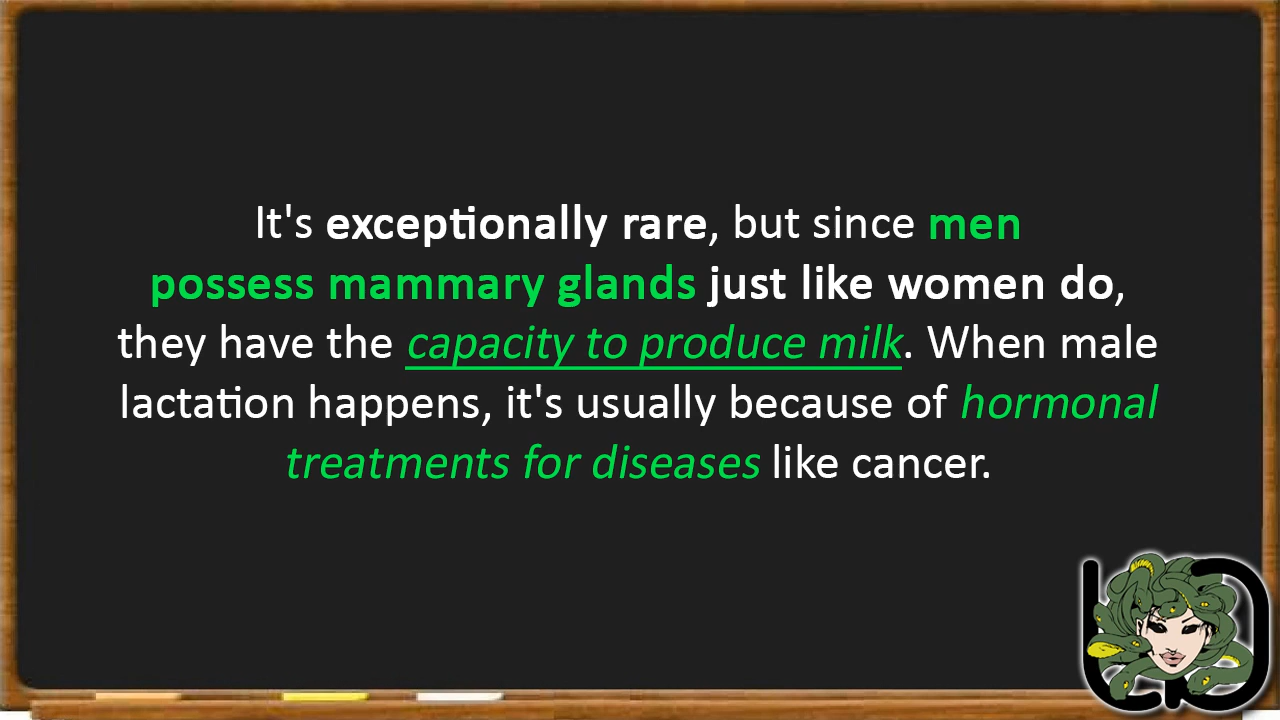 It's exceptionally rare, but since men
possess mammary glands just like women do,
they have the capacity to produce milk. When male
lactation happens, it's usually because of hormonal
treatments for diseases like cancer.